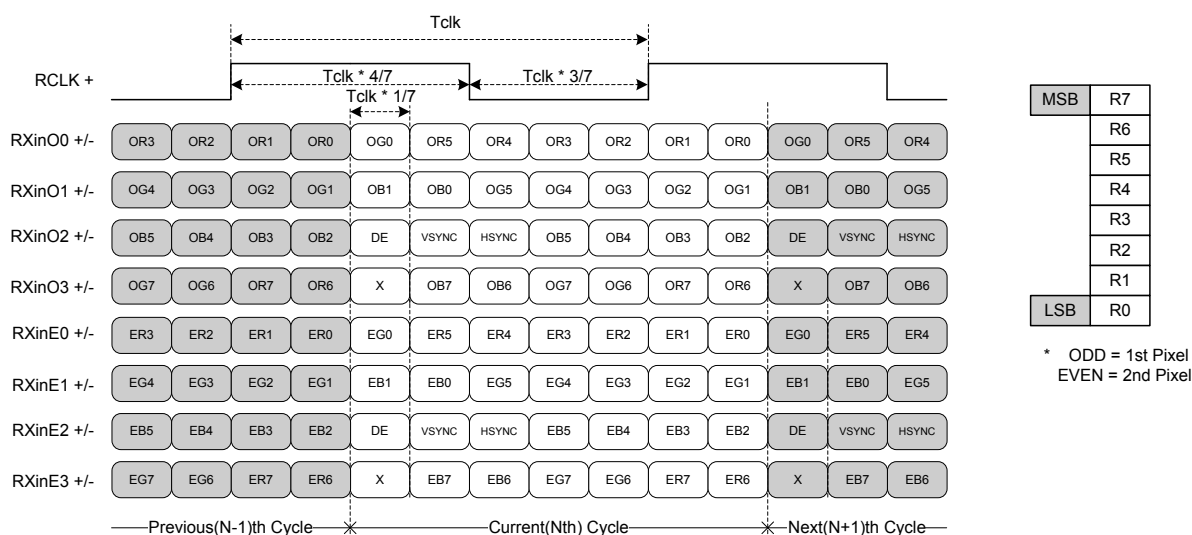 Tclk
RCLK +
Tclk * 4/7
Tclk * 3/7
Tclk * 1/7
RXinO0 +/- OR3 OR2 OR1 OR0 OG0 OR5 OR4 OR3 OR2 OR1 OR0 OG0 OR5 OR4
RXinO1 +/- OG4 OG3 OG2 OG1 OB1 OB0 OG5 OG4 OG3 OG2 OG1 OB1 OB0 OG5
RXinO2 +/- OB5 OB4 OB3 OB2 DE VSYNC HSYNC OB5 OB4 OB3 OB2 DE VSYNC HSYNC
RXinO3 +/- OG7 OG6 OR7 OR6 X OB7 OB6 OG7 OG6 OR7 OR6 X OB7 OB6
RXinE0 +/- ER3 ER2 ER1 ER0 EG0 ER5 ER4 ER3 ER2 ER1 ER0 EG0 ER5 ER4
RXinE1 +/- EG4 EG3 EG2 EG1 EB1 EB0 EG5 EG4 EG3 EG2 EG1 EB1 EB0 EG5
RXinE2 +/- EB5 EB4 EB3 EB2 DE VSYNC HSYNC EB5 EB4 EB3 EB2 DE VSYNC HSYNC
RXinE3 +/- EG7 EG6 ER7 ER6 X EB7 EB6 EG7 EG6 ER7 ER6 X EB7 EB6
Previous(N-1)th Cycle Current(Nth) Cycle Next(N+1)th Cycle
MSB R7
R6
R5
R4
R3
R2
R1
LSB R0
* ODD = 1st Pixel
EVEN = 2nd Pixel